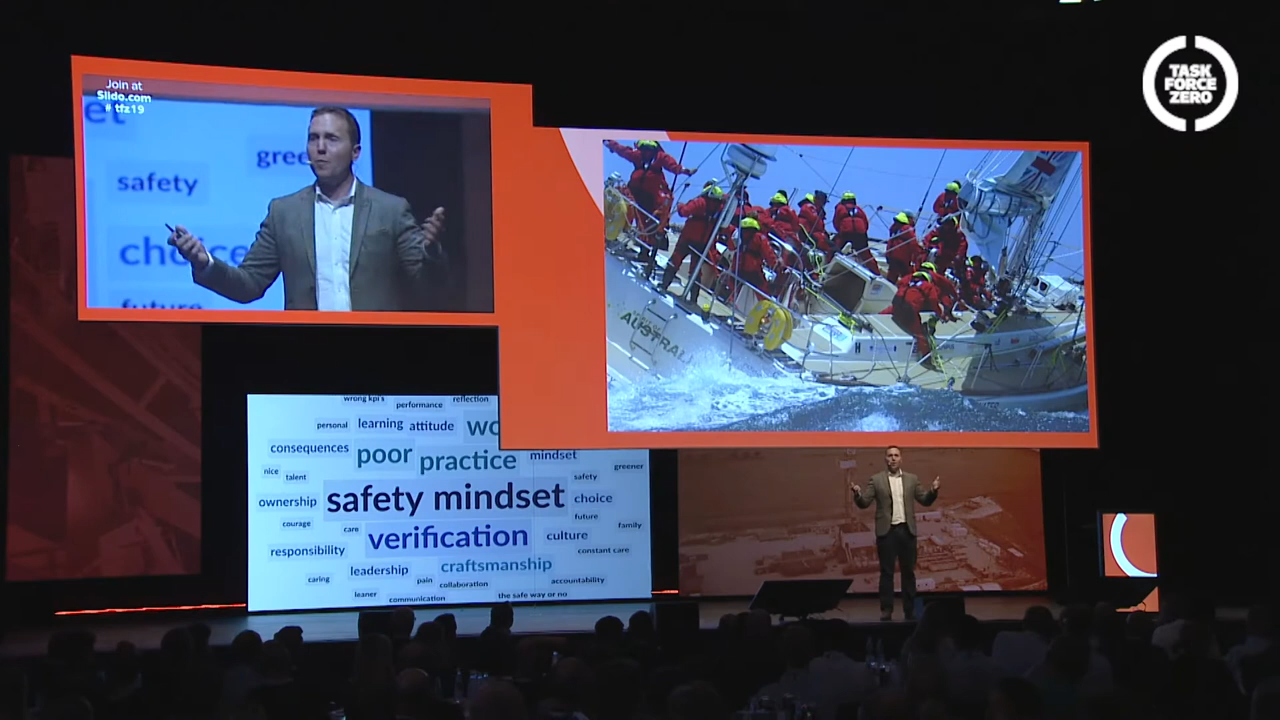 Join at
Slido.com
# tfz19
et
gree
safety
choice
future
TASK
FORCE
ZERO
AUSTRAL
wrong kpi's performance reflection
personal learning attitude wo
consequences poor practice mindset
nice talent safety greener
ownership safety mindset choice
courage care future family
verification culture
responsibility constant care
leadership craftsmanship
caring pain collaboration accountability
leaner communication the safe way or no